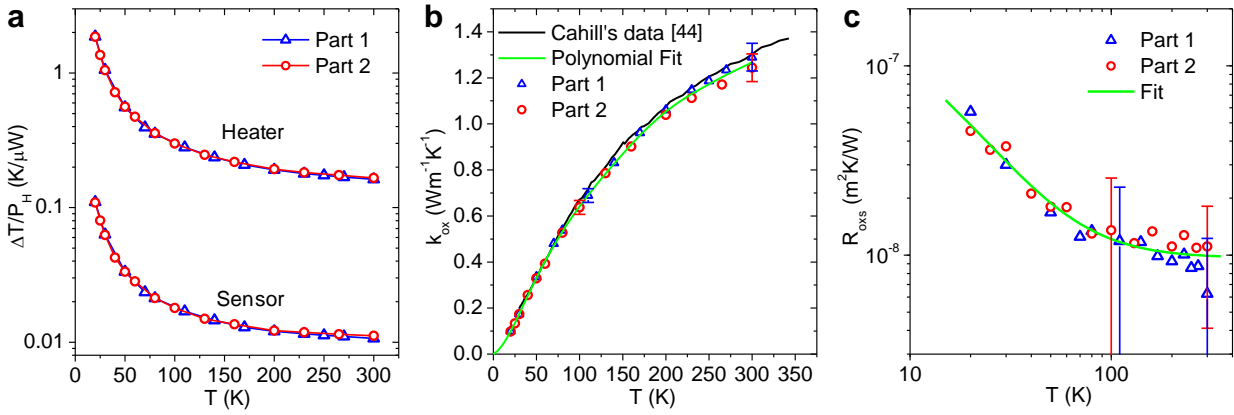 a
ΔT/P_H (K/μW)
1
0.1
0.01
0 50 100 150 200 250 300
T (K)
Part 1
Part 2
Heater
Sensor
b
k_ox (Wm⁻¹K⁻¹)
1.4
1.2
1.0
0.8
0.6
0.4
0.2
0.0
0 50 100 150 200 250 300 350
T (K)
Cahill's data [44]
Polynomial Fit
Part 1
Part 2
c
R_oxs (m²K/W)
10⁻⁷
10⁻⁸
10 100
T (K)
Part 1
Part 2
Fit